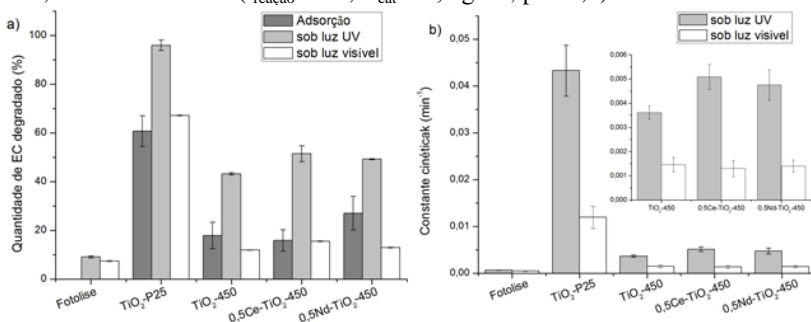 a)
Adsorção
sob luz UV
sob luz visível
Quantidade de EC degradado (%)
100
80
60
40
20
0
Fotolise
TiO₂-P25
TiO₂-450
0,5Ce-TiO₂-450
0,5Nd-TiO₂-450
b)
sob luz UV
sob luz visível
Constante cinéticak (min⁻¹)
0,05
0,04
0,03
0,02
0,01
0,00
Fotolise
TiO₂-P25
TiO₂-450
0,5Ce-TiO₂-450
0,5Nd-TiO₂-450
0,006
0,005
0,004
0,003
0,002
0,001
0,000
TiO₂-450
0.5Ce-TiO₂-450
0.5Nd-TiO₂-450